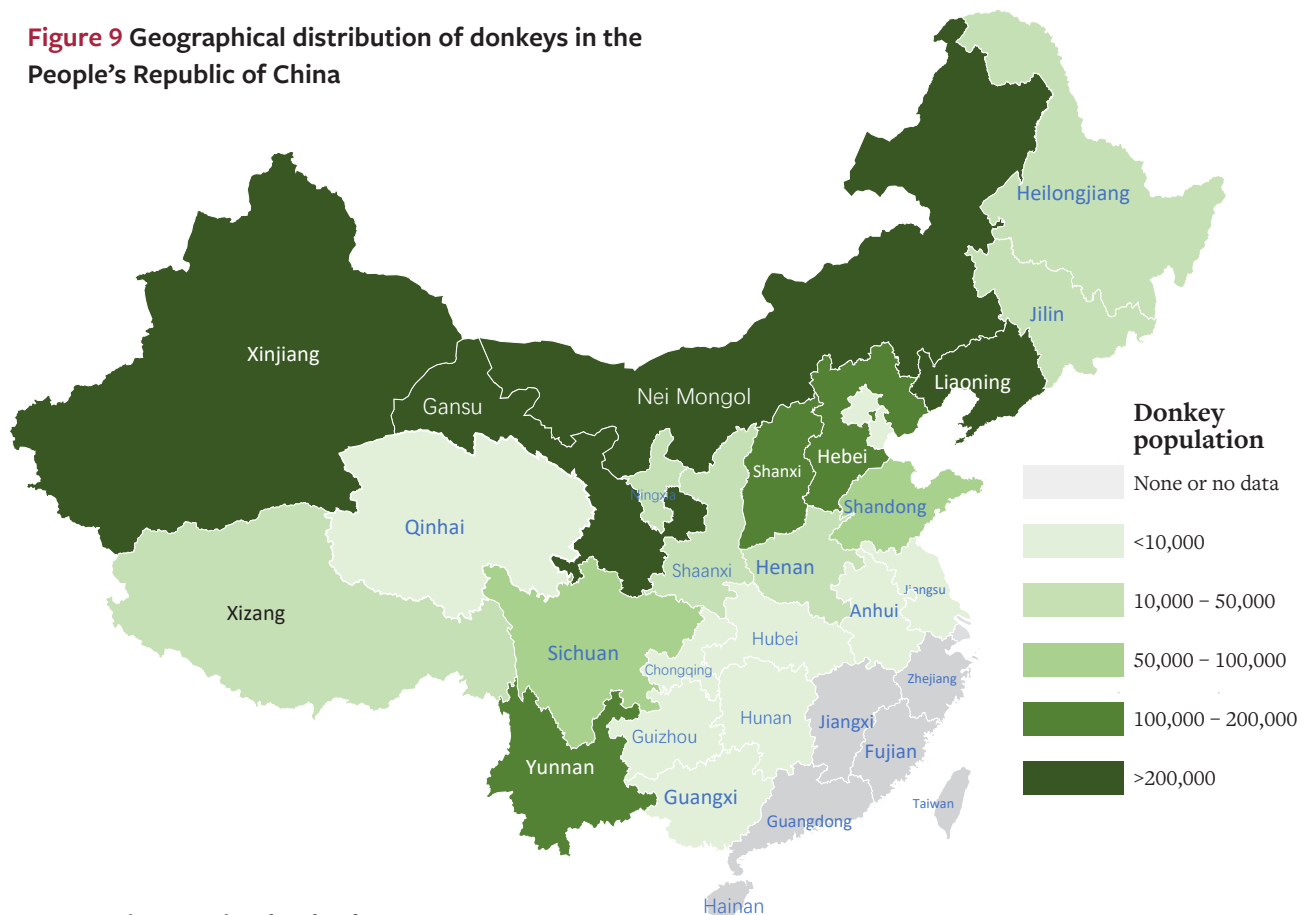 Figure 9 Geographical distribution of donkeys in the
People's Republic of China
Heilongjiang
Jilin
Xinjiang
Liaoning
Nei Mongol
Gansu
Donkey
population
Shanxi
Hebei
None or no data
Ningxia
Shandong
Qinhai
<10,000
Shaanxi
Henan
Jiangsu
10,000 – 50,000
Anhui
Xizang
Hubei
Sichuan
50,000 – 100,000
Chongqing
Zhejiang
Hunan
Jiangxi
100,000 – 200,000
Guizhou
Fujian
Yunnan
>200,000
Guangxi
Taiwan
Guangdong
Hainan